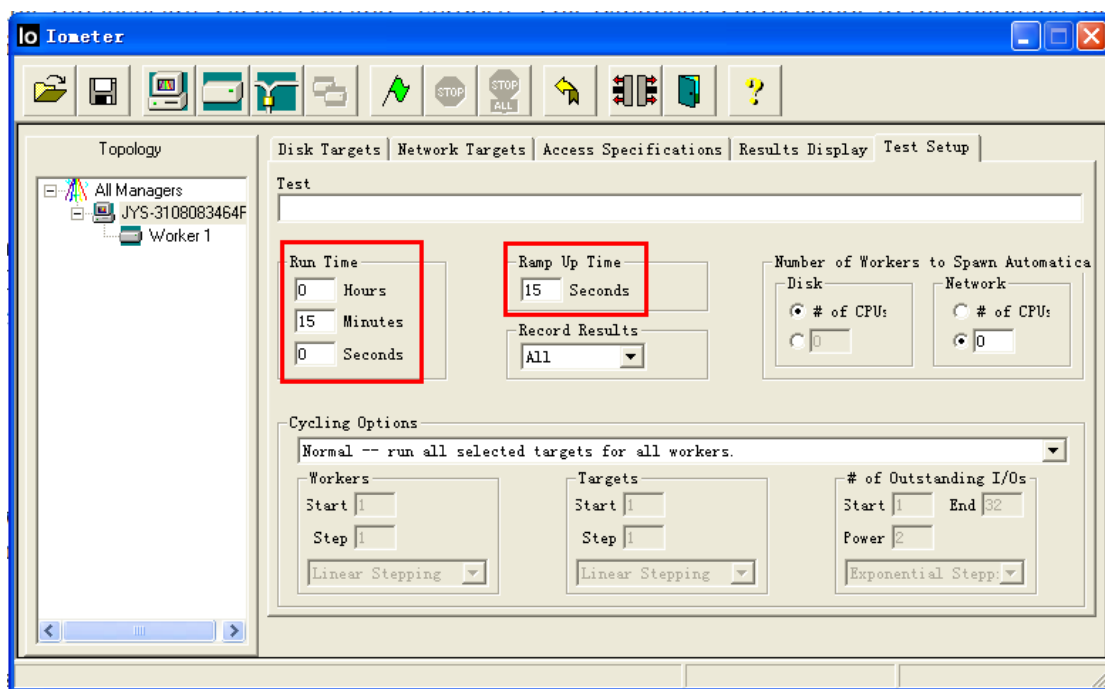 Iometer
STOP
STOP
ALL
?
Topology
All Managers
JYS-3108083464F
Worker 1
Disk Targets
Network Targets
Access Specifications
Results Display
Test Setup
Test
Run Time
0 Hours
15 Minutes
0 Seconds
Ramp Up Time
15 Seconds
Record Results
All
Number of Workers to Spawn Automatica
Disk
# of CPUs
0
Network
# of CPUs
0
Cycling Options
Normal -- run all selected targets for all workers.
Workers
Start 1
Step 1
Linear Stepping
Targets
Start 1
Step 1
Linear Stepping
# of Outstanding I/Os
Start 1 End 32
Power 2
Exponential Stepp: